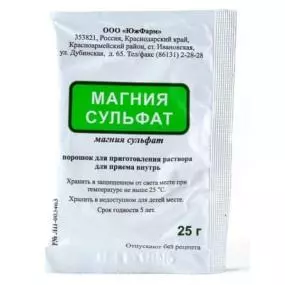 ООО «ЮжФарм»
353821, Россия, Краснодарский край,
Красноармейский район, ст. Ивановская,
ул. Дубинская, д. 65. Тел/факс (86131) 2-28-28
МАГНИЯ
СУЛЬФАТ
магния сульфат
порошок для приготовления раствора
для приема внутрь
Хранить в защищенном от света месте при
температуре не выше 25 °С.
Хранить в недоступном для детей месте.
Срок годности 5 лет.
25 г
Отпускают без рецепта